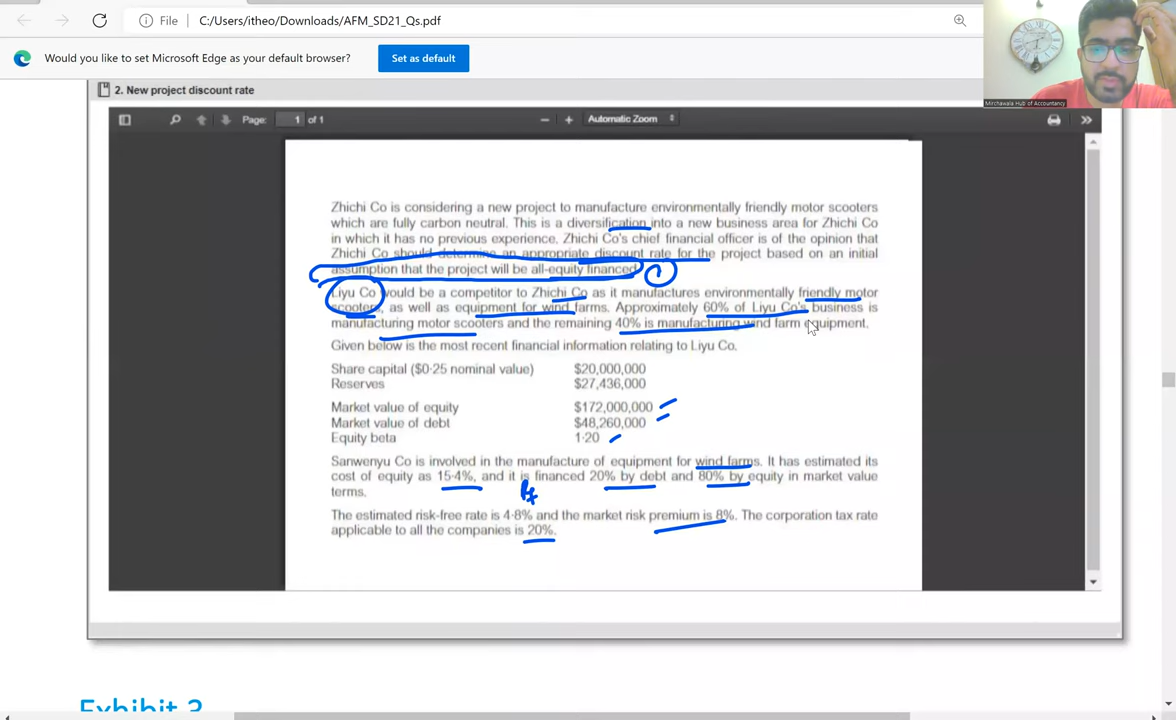 File
C:/Users/itheo/Downloads/AFM_SD21_Qs.pdf
Would you like to set Microsoft Edge as your default browser?
Set as default
Mirchawala Hub of Accountancy
2. New project discount rate
Page:
1
of 1
Automatic Zoom
Zhichi Co is considering a new project to manufacture environmentally friendly motor scooters
which are fully carbon neutral. This is a diversification into a new business area for Zhichi Co
in which it has no previous experience. Zhichi Co's chief financial officer is of the opinion that
Zhichi Co should determine an appropriate discount rate for the project based on an initial
assumption that the project will be all-equity financed.
Liyu Co would be a competitor to Zhichi Co as it manufactures environmentally friendly motor
scooters, as well as equipment for wind farms. Approximately 60% of Liyu Co's business is
manufacturing motor scooters and the remaining 40% is manufacturing wind farm equipment.
Given below is the most recent financial information relating to Liyu Co.
Share capital ($0·25 nominal value) $20,000,000
Reserves $27,436,000
Market value of equity $172,000,000
Market value of debt $48,260,000
Equity beta 1·20
Sanwenyu Co is involved in the manufacture of equipment for wind farms. It has estimated its
cost of equity as 15·4%, and it is financed 20% by debt and 80% by equity in market value
terms.
The estimated risk-free rate is 4·8% and the market risk premium is 8%. The corporation tax rate
applicable to all the companies is 20%.
Exhibit 3